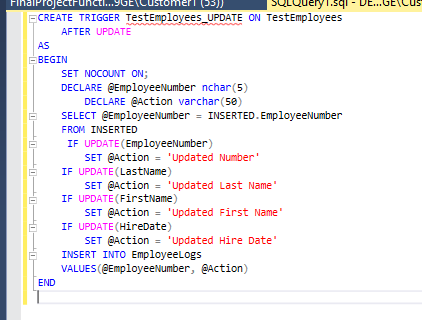 FinalProjectFuncti...9GE\Customer1 (53))
SQLQuery1.sql - DE...GE\Cust
CREATE TRIGGER TestEmployees_UPDATE ON TestEmployees
AFTER UPDATE
AS
BEGIN
SET NOCOUNT ON;
DECLARE @EmployeeNumber nchar(5)
DECLARE @Action varchar(50)
SELECT @EmployeeNumber = INSERTED.EmployeeNumber
FROM INSERTED
IF UPDATE(EmployeeNumber)
SET @Action = 'Updated Number'
IF UPDATE(LastName)
SET @Action = 'Updated Last Name'
IF UPDATE(FirstName)
SET @Action = 'Updated First Name'
IF UPDATE(HireDate)
SET @Action = 'Updated Hire Date'
INSERT INTO EmployeeLogs
VALUES(@EmployeeNumber, @Action)
END